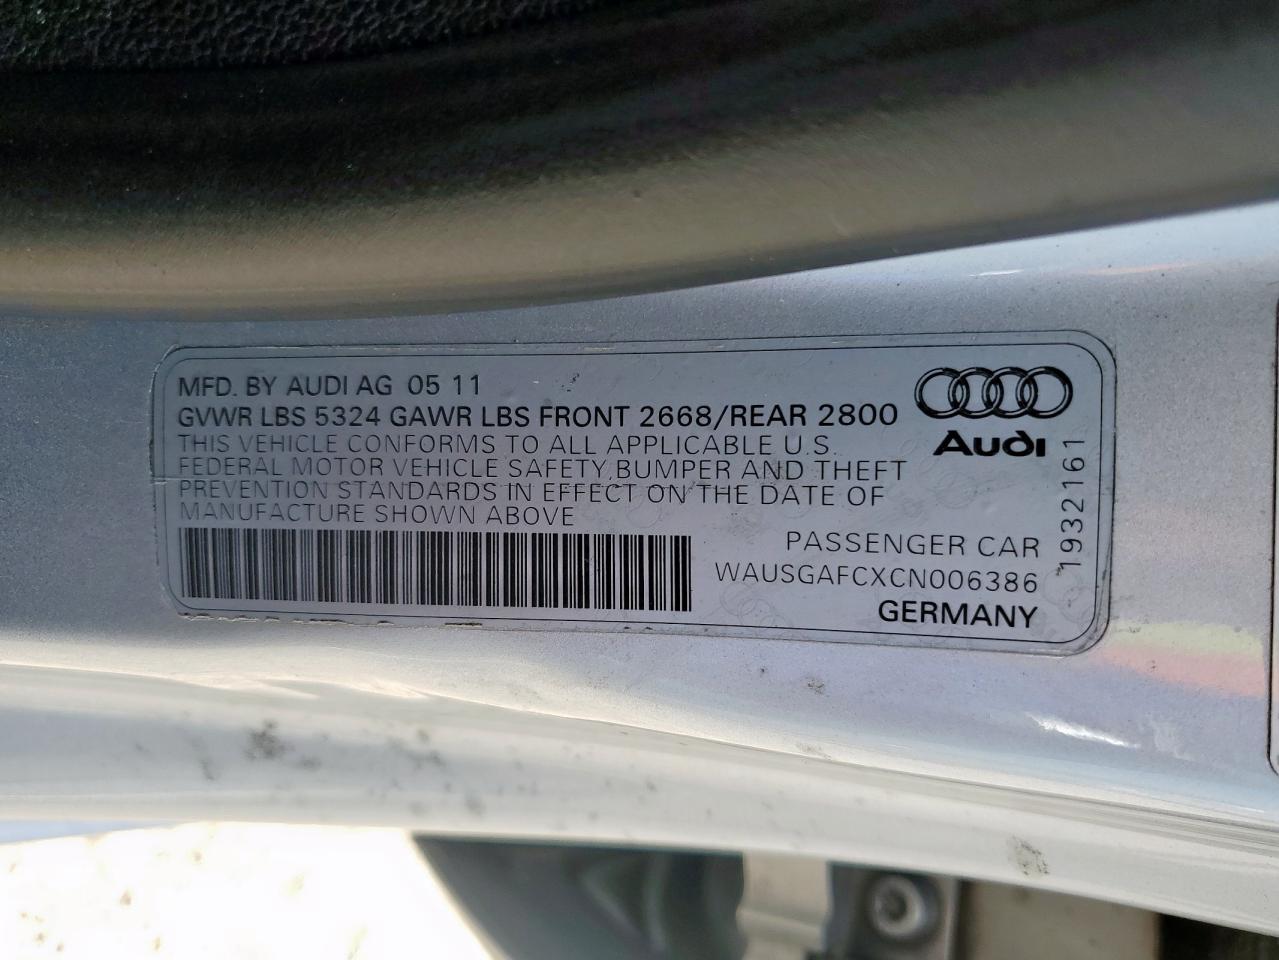 MFD. BY AUDI AG 05 11
GVWR LBS 5324 GAWR LBS FRONT 2668/REAR 2800
THIS VEHICLE CONFORMS TO ALL APPLICABLE U.S.
FEDERAL MOTOR VEHICLE SAFETY, BUMPER AND THEFT
PREVENTION STANDARDS IN EFFECT ON THE DATE OF
MANUFACTURE SHOWN ABOVE
Audi
PASSENGER CAR
WAUSGAFCXCN006386
GERMANY
1932161